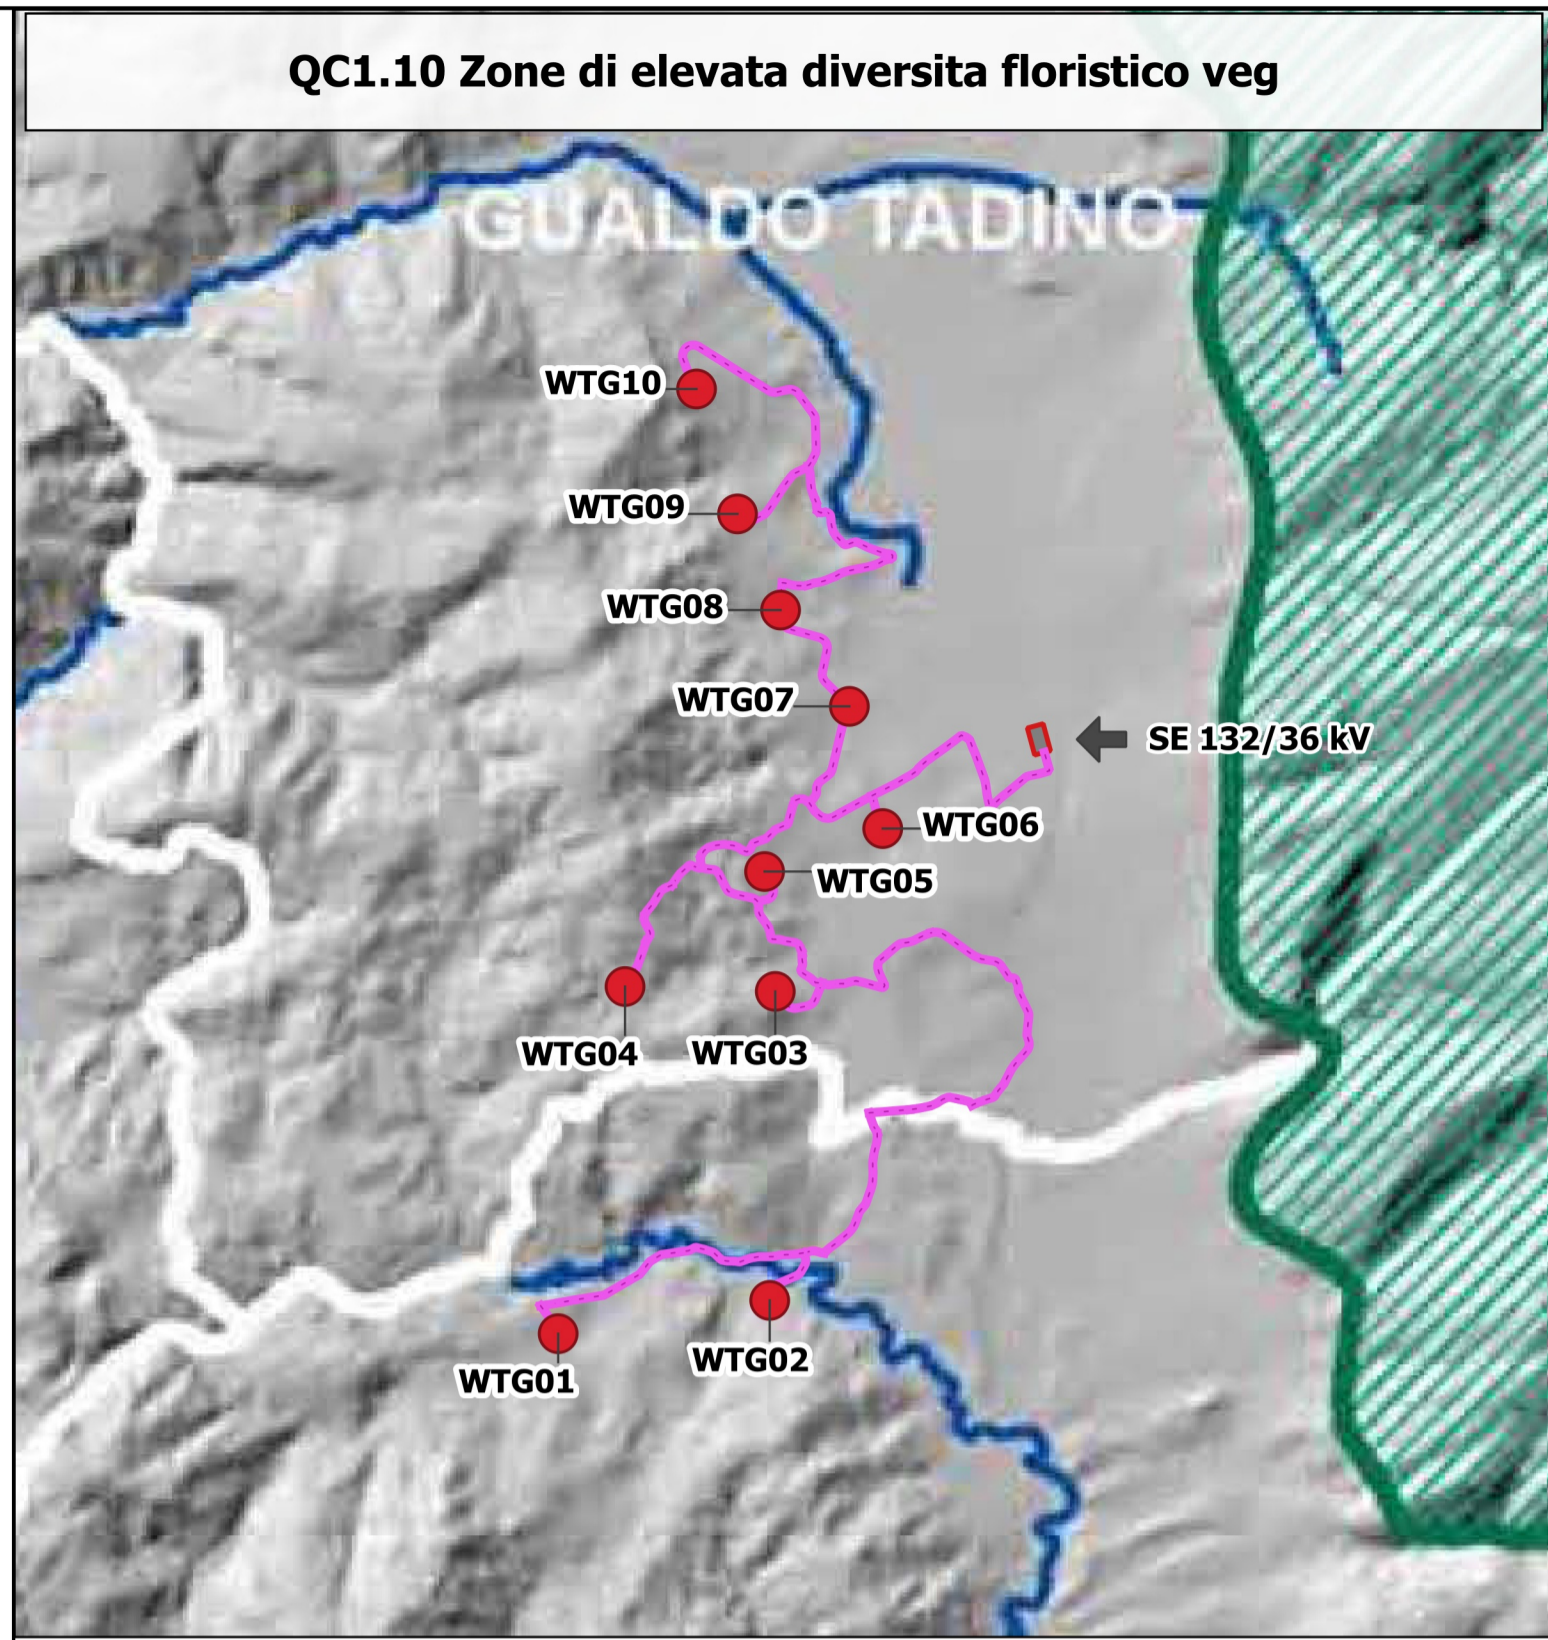 QC1.10 Zone di elevata diversita floristico veg
GUALDO TADINO
WTG10
WTG09
WTG08
WTG07
SE 132/36 kV
WTG06
WTG05
WTG04
WTG03
WTG02
WTG01